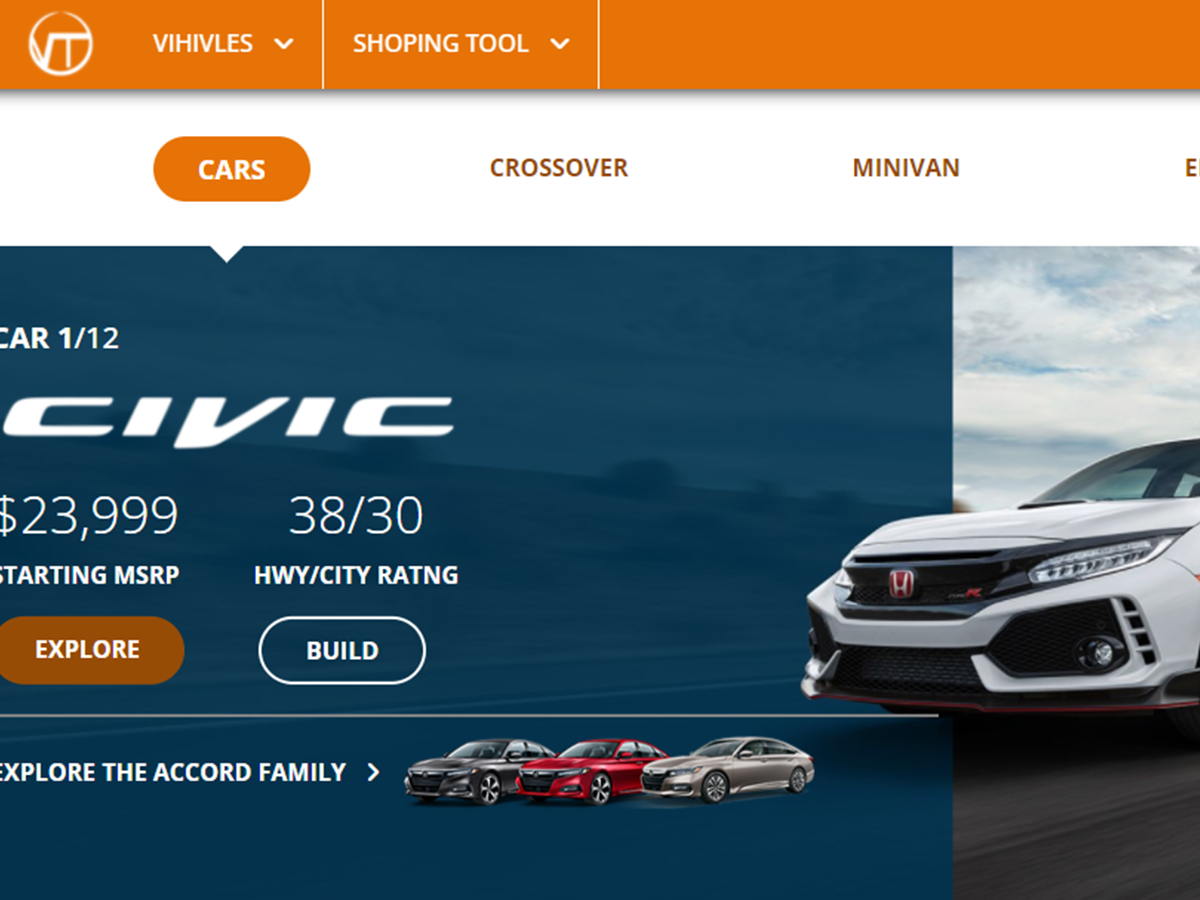 VT
VIHIVLES
SHOPING TOOL
CARS
CROSSOVER
MINIVAN
CAR 1/12
CIVIC
$23,999
38/30
STARTING MSRP
HWY/CITY RATNG
EXPLORE
BUILD
EXPLORE THE ACCORD FAMILY